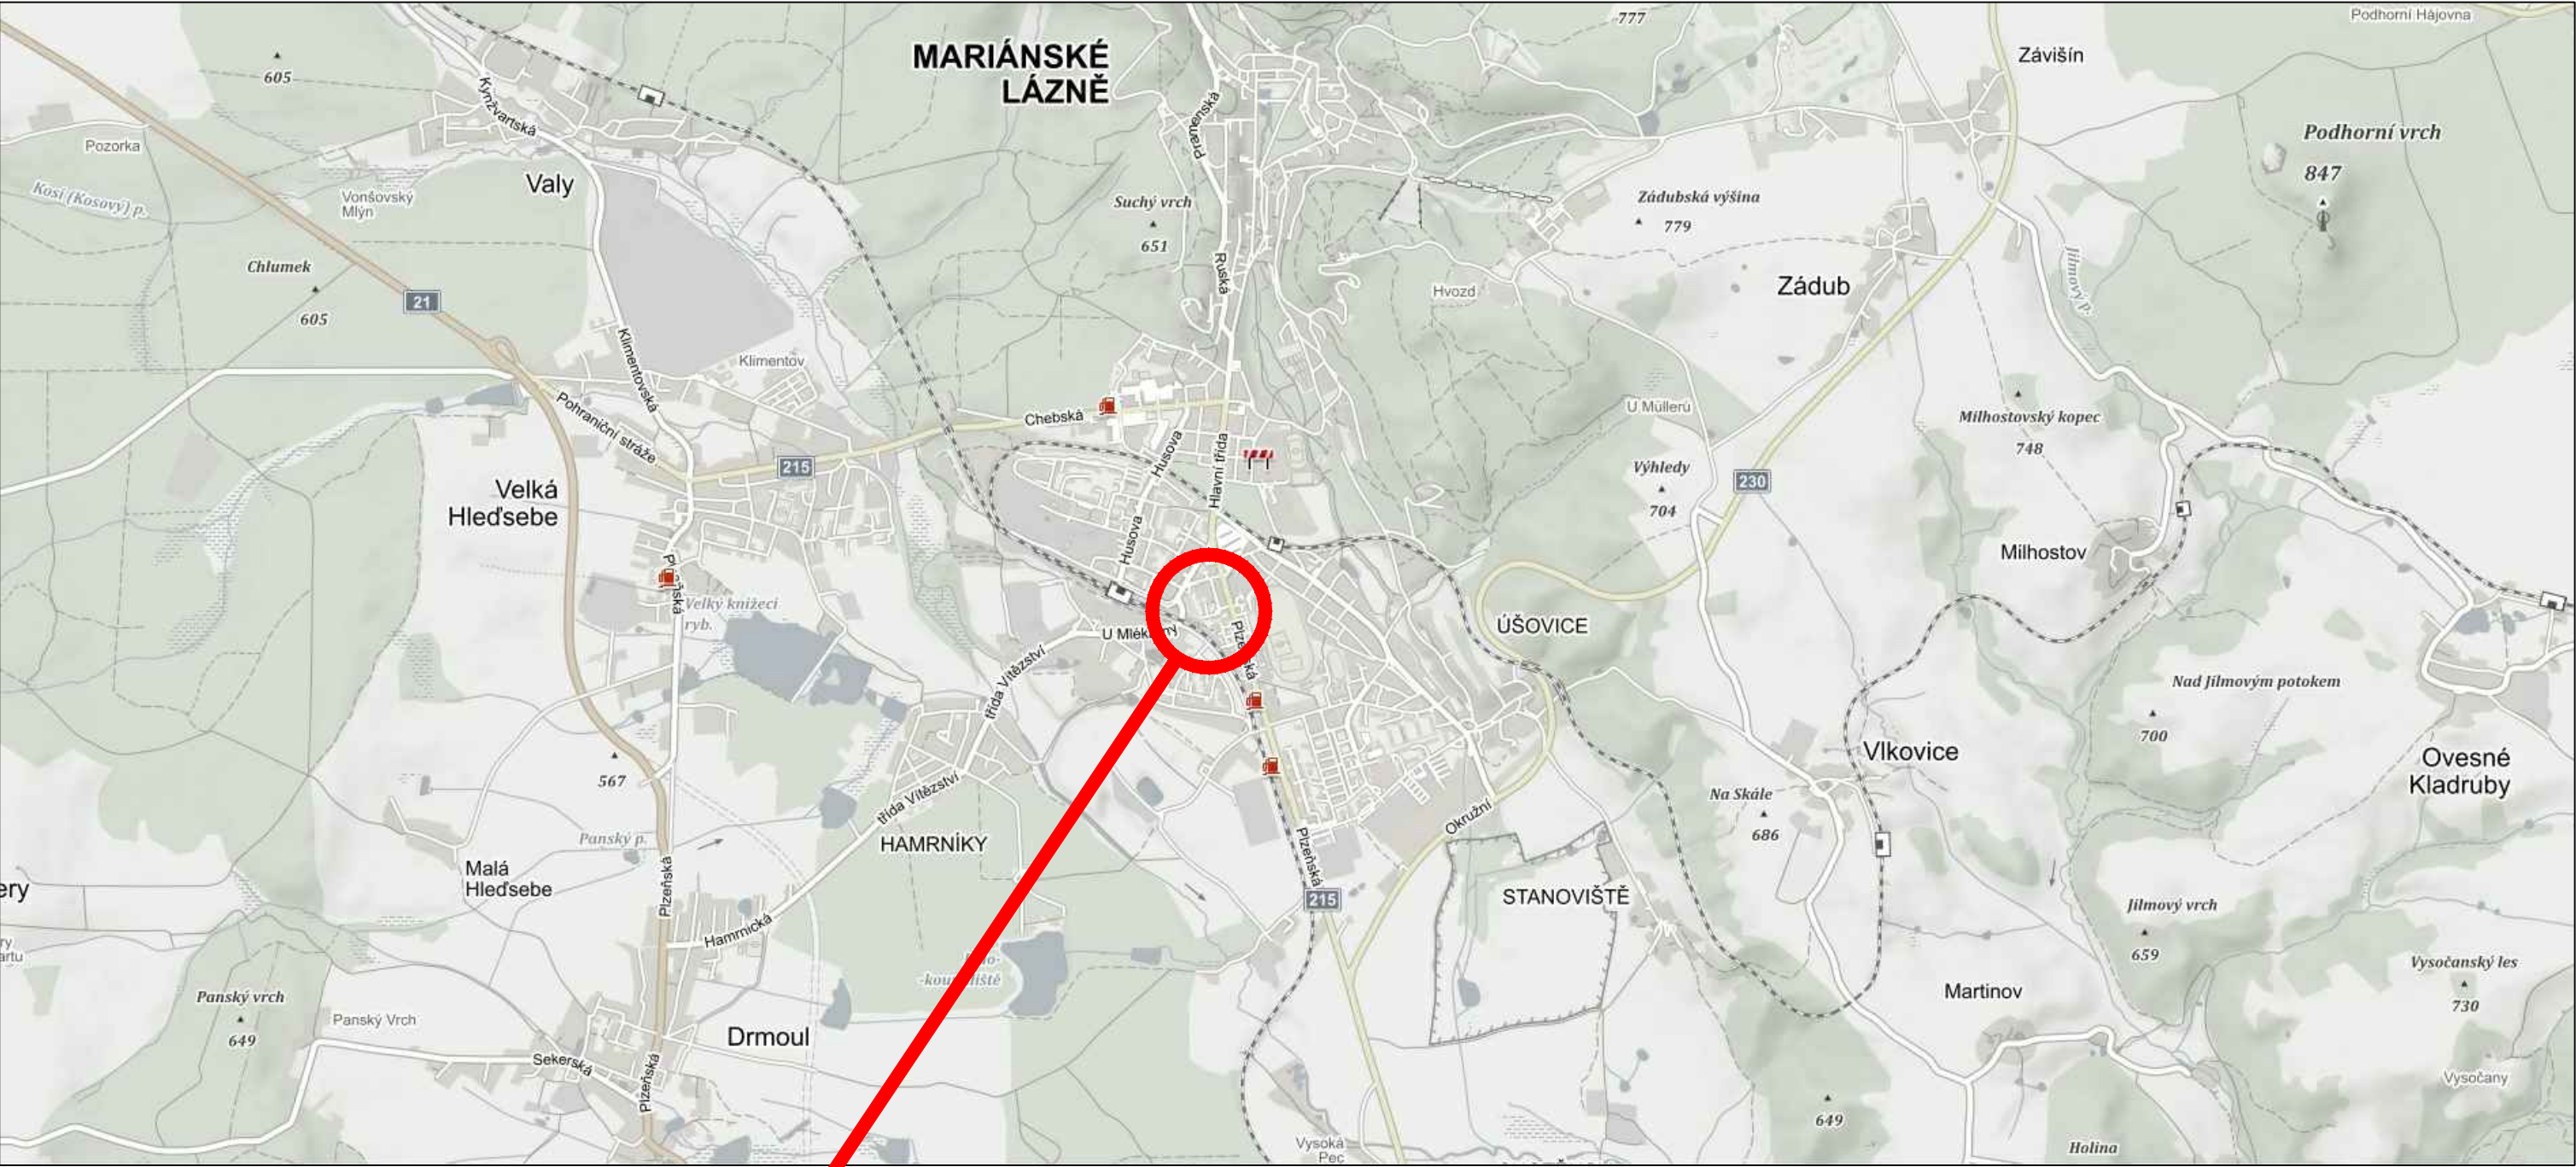 777
Podhorní Hájovna
MARIÁNSKÉ
LÁZNĚ
Závišín
605
Kynžvartská
Pramenská
Podhorní vrch
847
Pozorka
Valy
Kosí (Kosový) p.
Vonšovský
Mlýn
Suchý vrch
651
Zádubská výšina
779
Ruská
Jilmový p.
Chlumek
605
21
Hvozd
Zádub
Klimentovská
Klimentov
Pohraniční stráže
Chebská
U Müllerů
Milhostovský kopec
748
Husova
Hlavní třída
215
Výhledy
704
230
Velká
Hleďsebe
Husova
Milhostov
Plzeňská
Velký knížecí
ryb.
U Mlékárny
Plzeňská
ÚŠOVICE
třída Vítězství
Nad Jilmovým potokem
700
567
Vlkovice
Ovesné
Kladruby
třída Vítězství
Na Skále
686
Okružní
Panský p.
HAMRNÍKY
Plzeňská
Malá
Hleďsebe
Plzeňská
ery
215
STANOVIŠTĚ
Jilmový vrch
659
Hamrnická
ry
artu
Vysočanský les
730
Panský vrch
649
Panský Vrch
Martinov
Drmoul
Sekerská
Plzeňská
Vysočany
649
Vysoká
Pec
Holina